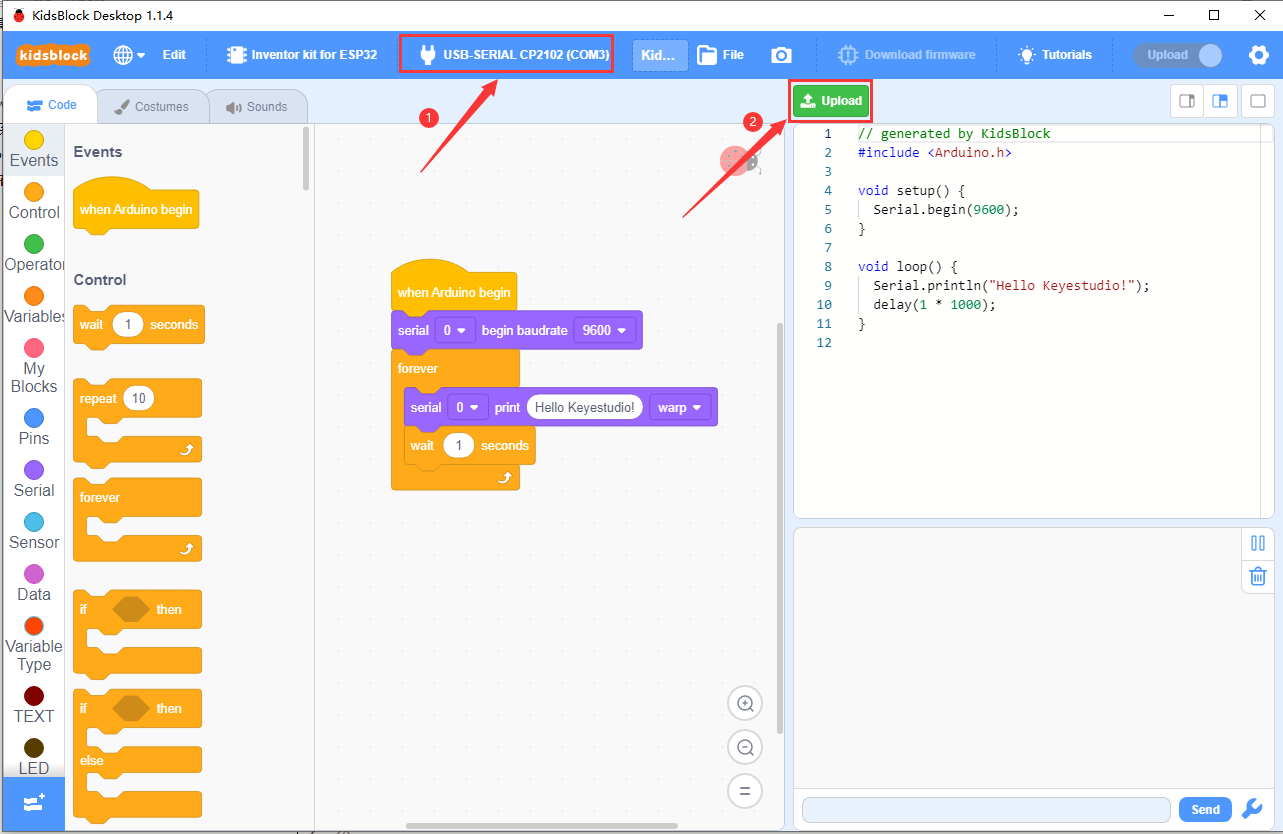 KidsBlock Desktop 1.1.4
kidsblock Edit Inventor kit for ESP32 USB-SERIAL CP2102 (COM3) Kid... File Download firmware Tutorials Upload
Code Costumes Sounds
1
2
Upload
Events
Control
Operator
Variables
My
Blocks
Pins
Serial
Sensor
Data
Variable
Type
TEXT
LED
Events
when Arduino begin
Control
wait 1 seconds
repeat 10
forever
if then
if then
else
when Arduino begin
serial 0 begin baudrate 9600
forever
serial 0 print Hello Keyestudio! warp
wait 1 seconds
1 // generated by KidsBlock
2 #include <Arduino.h>
3
4 void setup() {
5 Serial.begin(9600);
6 }
7
8 void loop() {
9 Serial.println("Hello Keyestudio!");
10 delay(1 * 1000);
11 }
12
Send